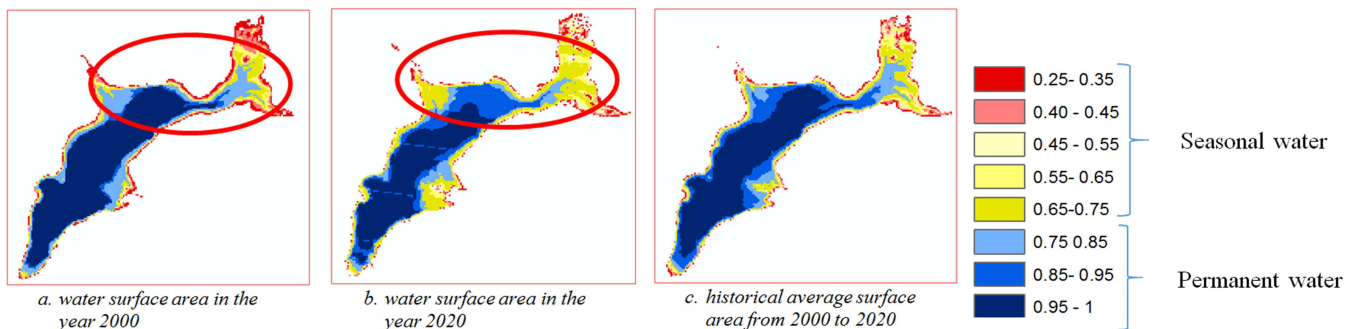 0.25- 0.35
0.40 - 0.45
0.45 - 0.55
0.55- 0.65
0.65-0.75
0.75 0.85
0.85- 0.95
0.95 - 1
Seasonal water
Permanent water
a. water surface area in the
year 2000
b. water surface area in the
year 2020
c. historical average surface
area from 2000 to 2020